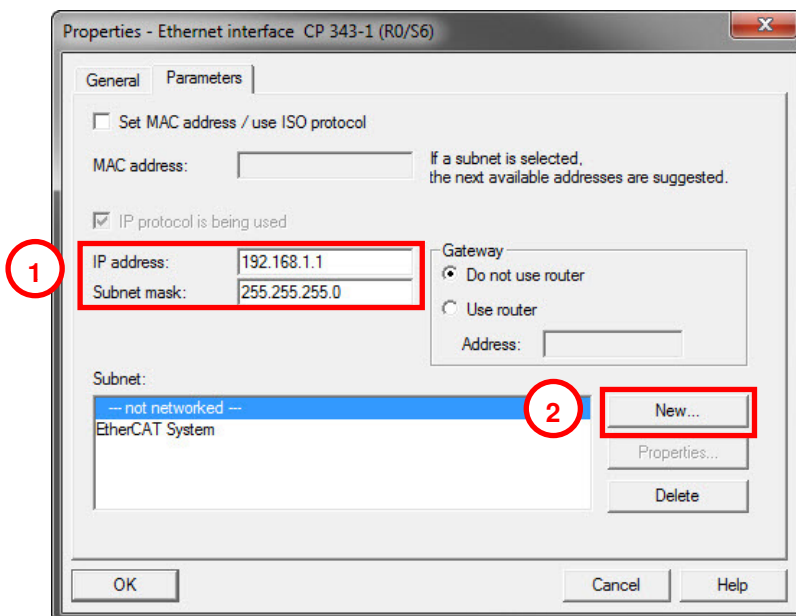 Properties - Ethernet interface CP 343-1 (R0/S6)
General Parameters
Set MAC address / use ISO protocol
MAC address:
If a subnet is selected,
the next available addresses are suggested.
IP protocol is being used
1
IP address: 192.168.1.1
Subnet mask: 255.255.255.0
Gateway
Do not use router
Use router
Address:
Subnet:
--- not networked ---
EtherCAT System
2
New...
Properties...
Delete
OK Cancel Help